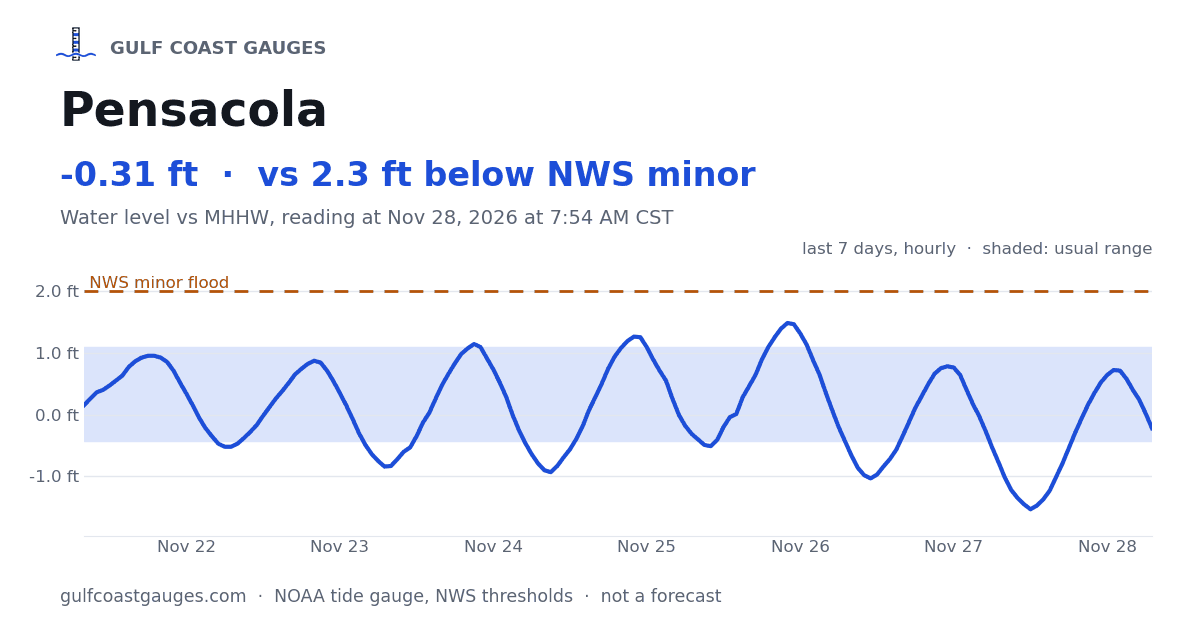 GULF COAST GAUGES
Pensacola
-0.31 ft · vs 2.3 ft below NWS minor
Water level vs MHHW, reading at Nov 28, 2026 at 7:54 AM CST
last 7 days, hourly · shaded: usual range
NWS minor flood
2.0 ft
1.0 ft
0.0 ft
-1.0 ft
Nov 22 Nov 23 Nov 24 Nov 25 Nov 26 Nov 27 Nov 28
gulfcoastgauges.com · NOAA tide gauge, NWS thresholds · not a forecast